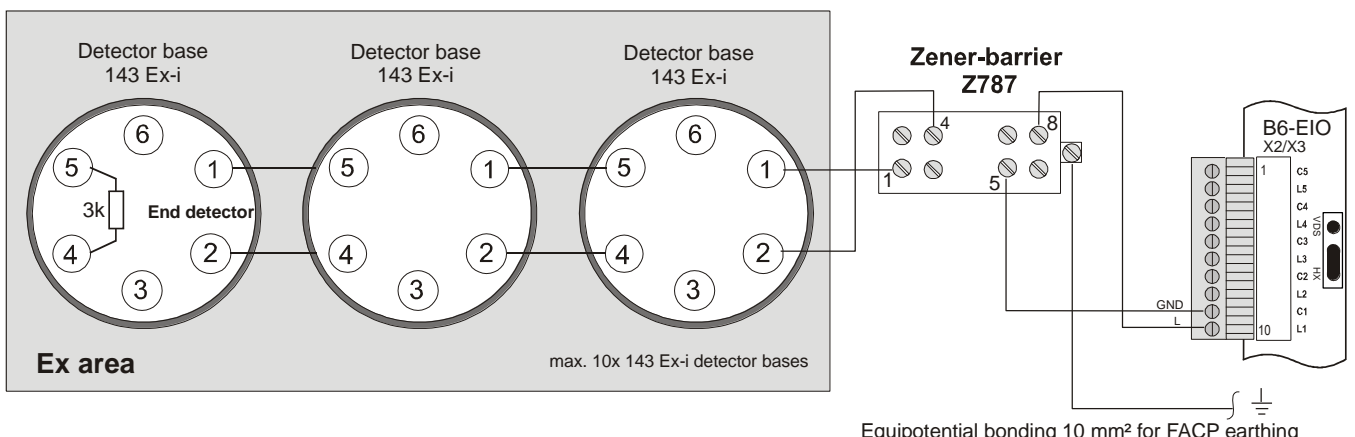 Detector base
143 Ex-i
Detector base
143 Ex-i
Detector base
143 Ex-i
Zener-barrier
Z787
B6-EIO
X2/X3
6
5
1
3k
End detector
4
2
3
6
5
1
4
2
3
6
5
1
4
2
3
4
8
1
5
1
10
C5
L5
C4
L4
C3
L3
C2
L2
C1
L1
VDS
HX
GND
L
Ex area
max. 10x 143 Ex-i detector bases
Equipotential bonding 10 mm² for FACP earthing